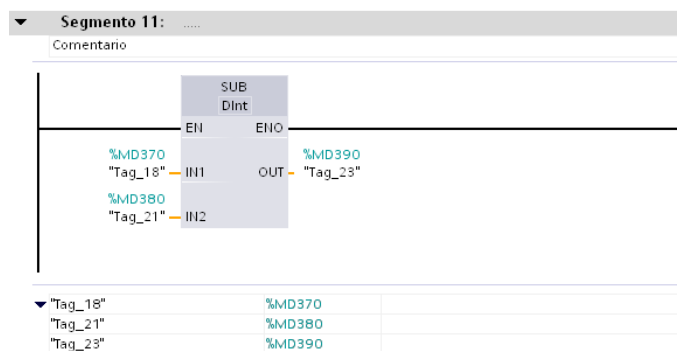 Segmento 11: .....
Comentario
SUB
DInt
EN ENO
%MD370 %MD390
"Tag_18" IN1 OUT "Tag_23"
%MD380
"Tag_21" IN2
"Tag_18" %MD370
"Tag_21" %MD380
"Tag_23" %MD390